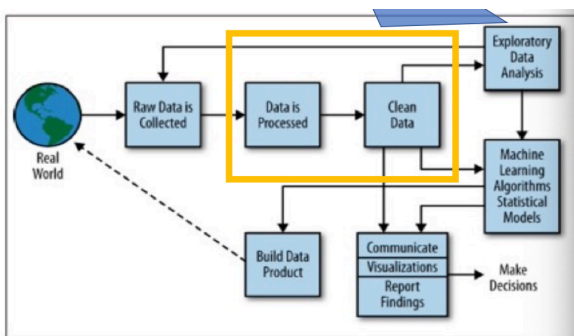 Exploratory
Data
Analysis
Raw Data is
Collected
Data is
Processed
Clean
Data
Real
World
Machine
Learning
Algorithms
Statistical
Models
Build Data
Product
Communicate
Visualizations
Report
Findings
Make
Decisions